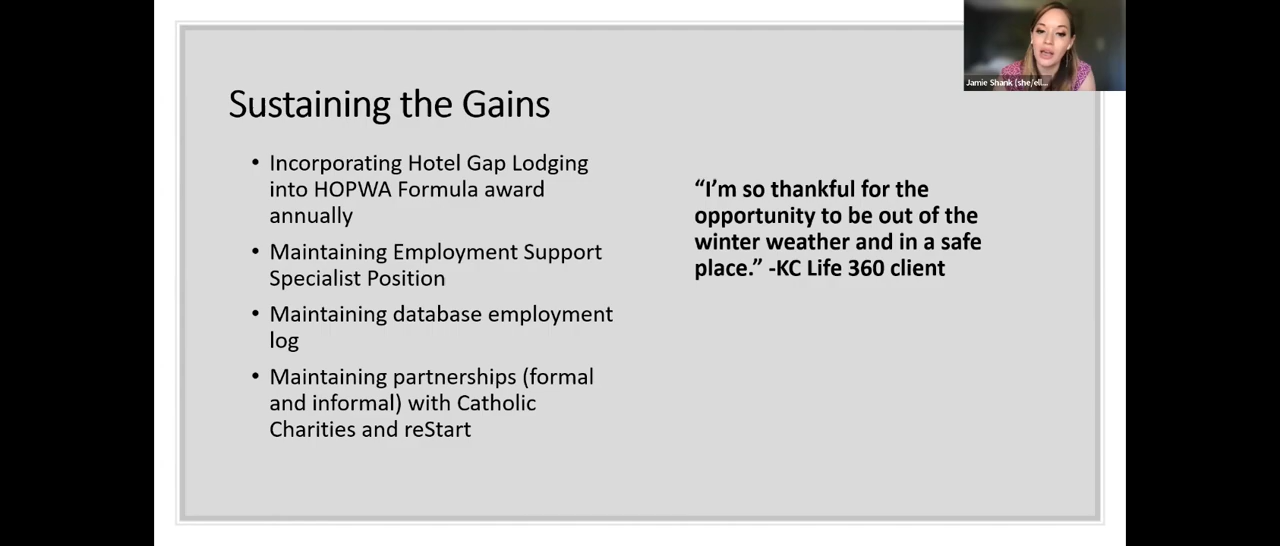 Sustaining the Gains
• Incorporating Hotel Gap Lodging
into HOPWA Formula award
annually
• Maintaining Employment Support
Specialist Position
• Maintaining database employment
log
• Maintaining partnerships (formal
and informal) with Catholic
Charities and reStart
“I’m so thankful for the
opportunity to be out of the
winter weather and in a safe
place.” -KC Life 360 client
Jamie Shank (she/ell...